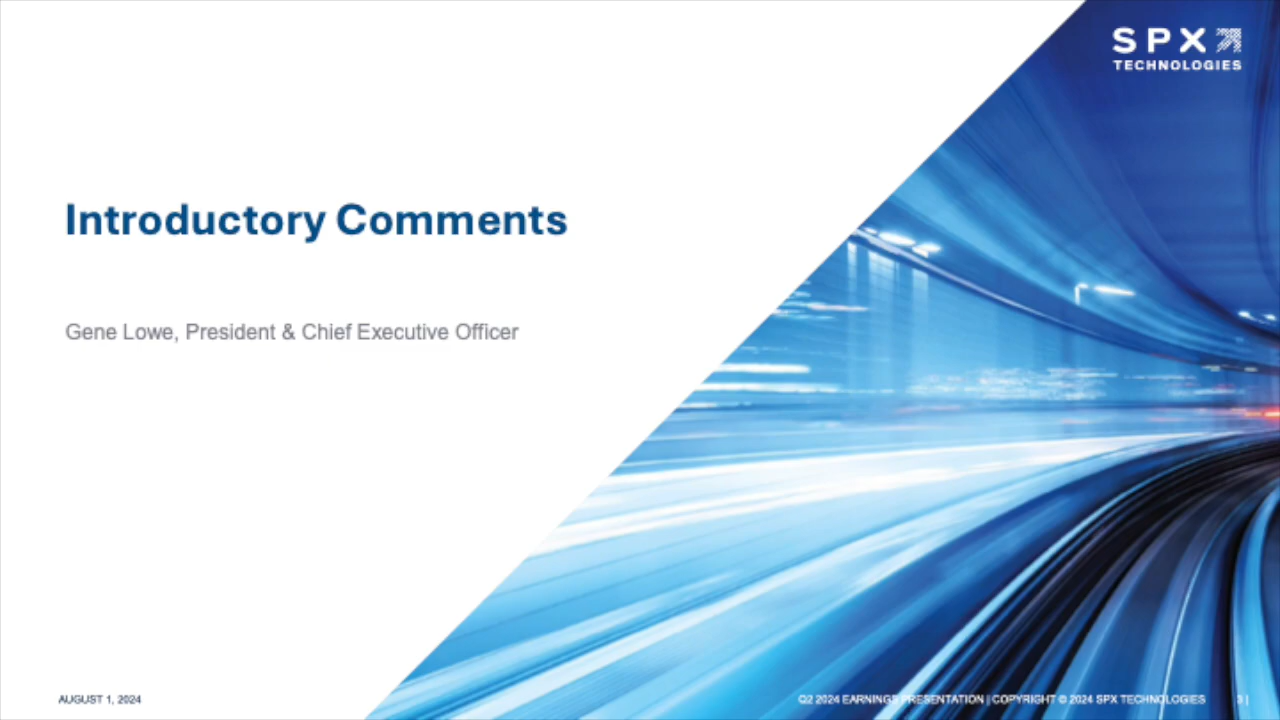 SPX
TECHNOLOGIES
Introductory Comments
Gene Lowe, President & Chief Executive Officer
AUGUST 1, 2024
Q2 2024 EARNINGS PRESENTATION | COPYRIGHT © 2024 SPX TECHNOLOGIES 3 |